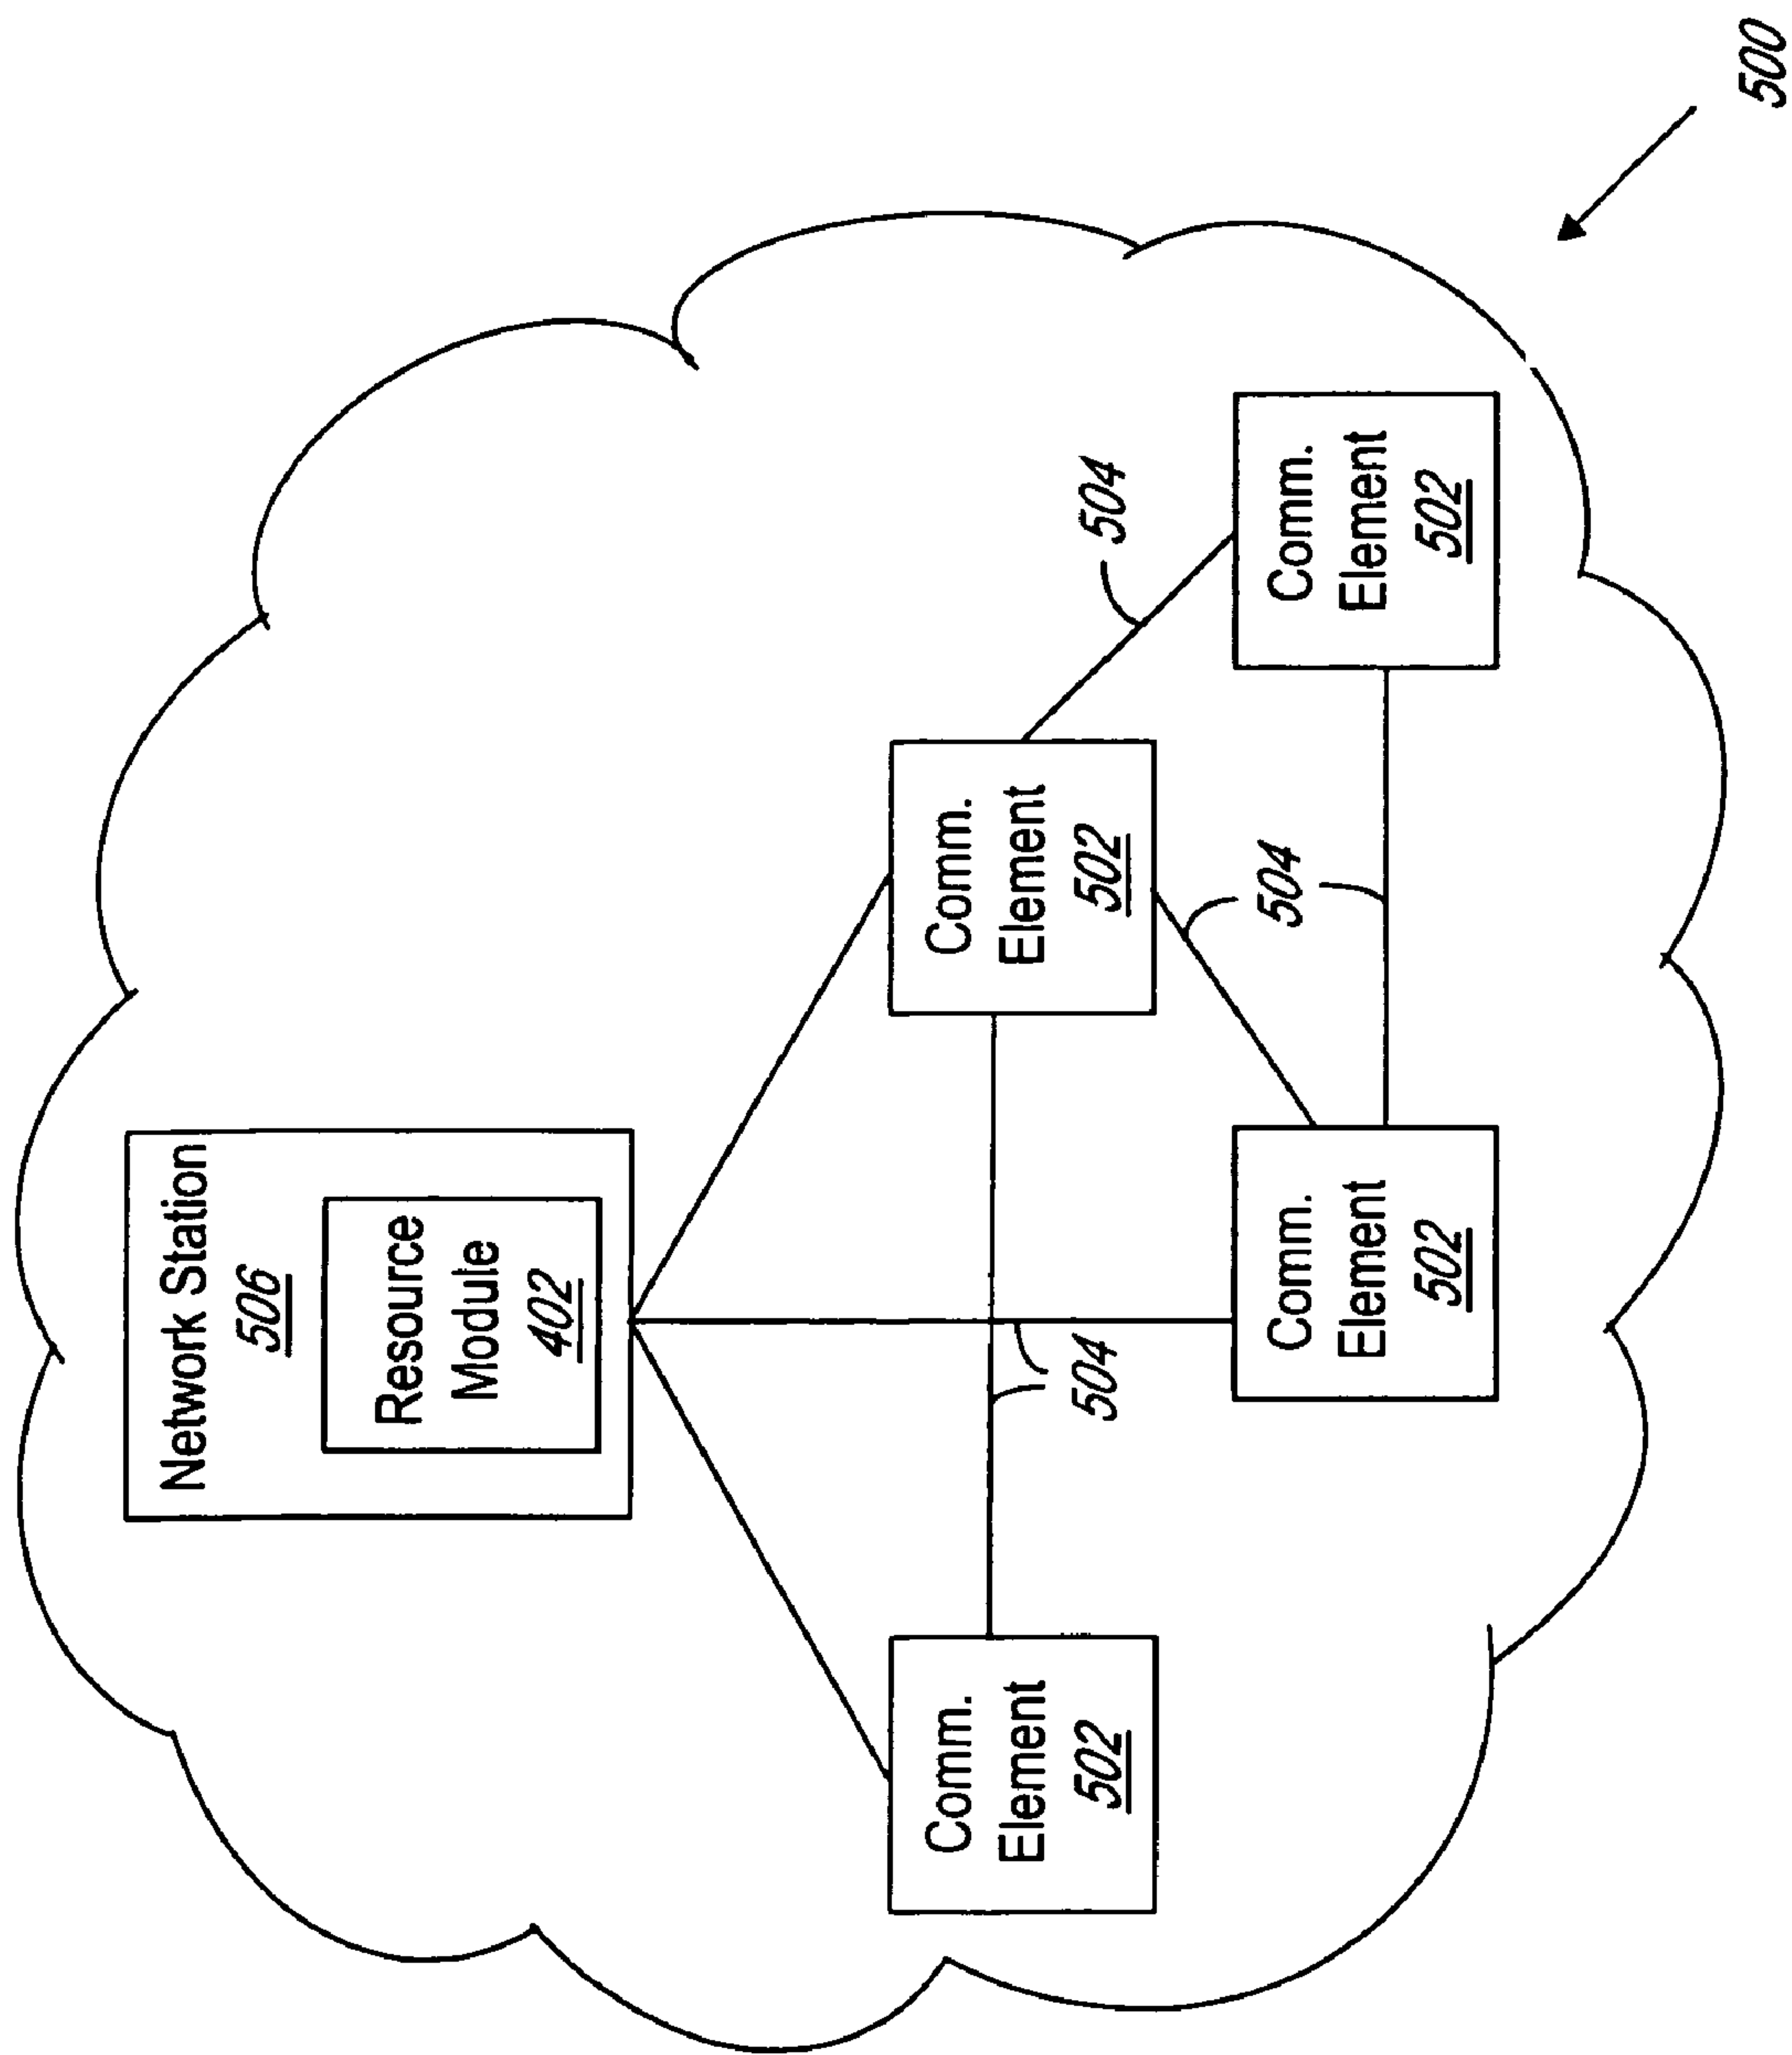 Network Station
506
Resource
Module
402
Comm.
Element
502
Comm.
Element
502
504
504
504
Comm.
Element
502
Comm.
Element
502
500